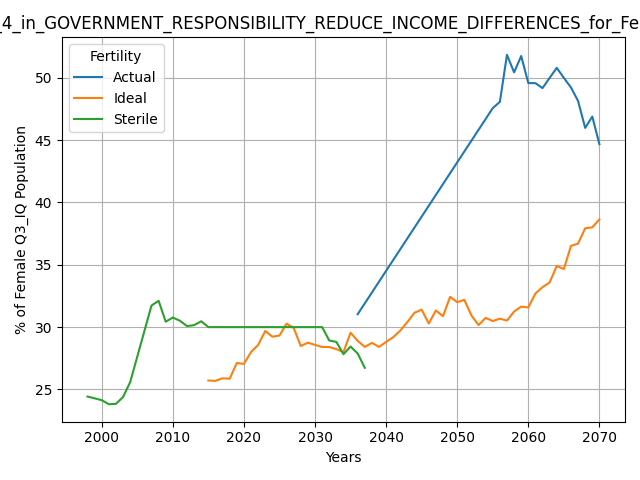 _4_in_GOVERNMENT_RESPONSIBILITY_REDUCE_INCOME_DIFFERENCES_for_Fe
Fertility
Actual
Ideal
Sterile
% of Female Q3_IQ Population
50
45
40
35
30
25
2000 2010 2020 2030 2040 2050 2060 2070
Years